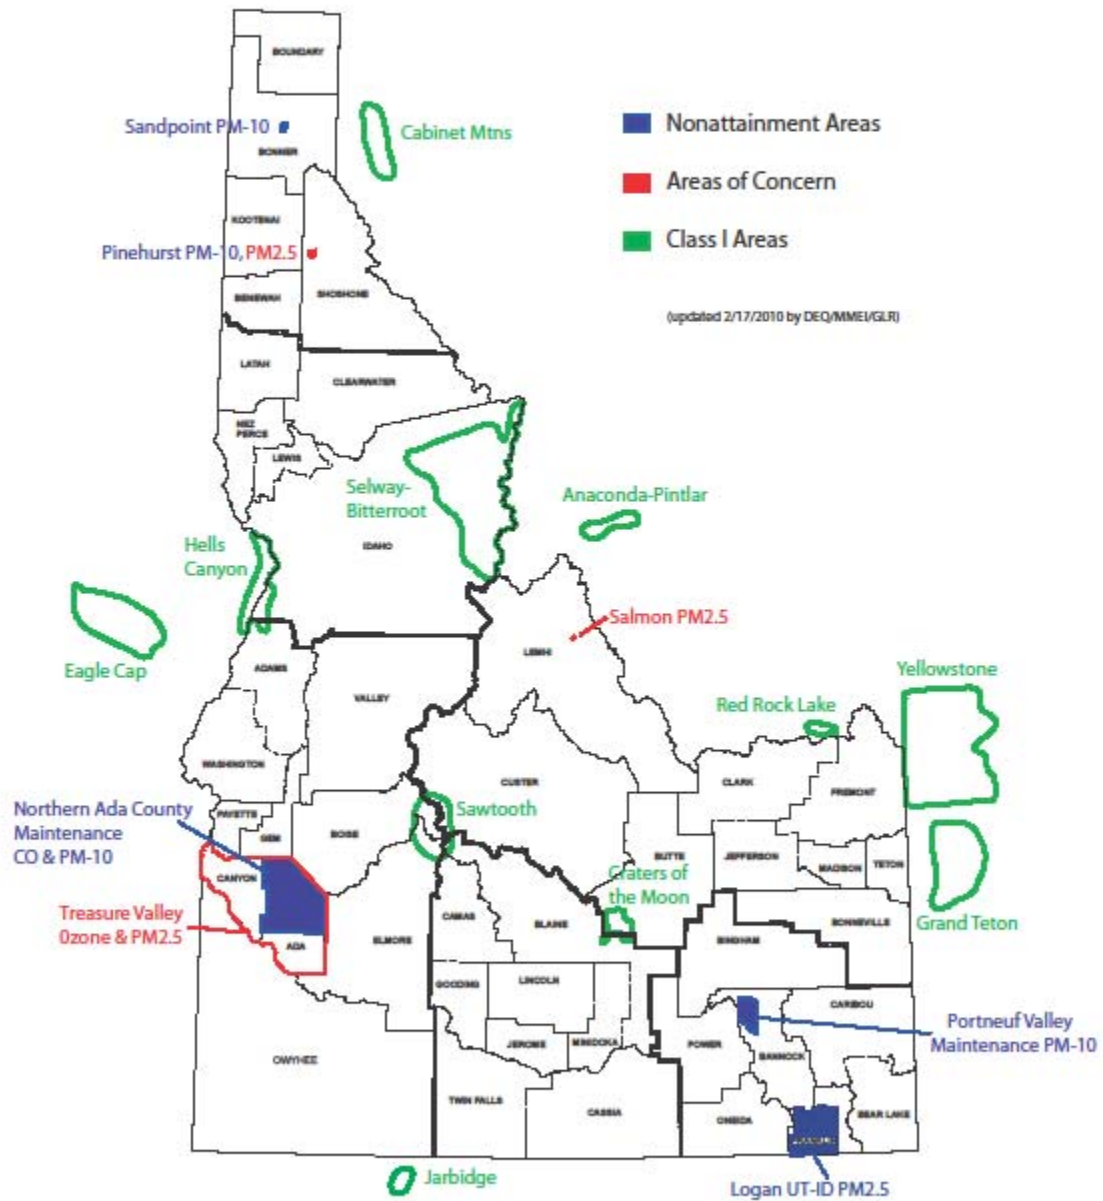 BOUNDARY
Sandpoint PM-10
Cabinet Mtns
BONNER
Nonattainment Areas
Areas of Concern
Class I Areas
(updated 2/17/2010 by DEQ/MMEI/GLR)
KOOTENAI
Pinehurst PM-10, PM2.5
BENEWAH
SHOSHONE
LATAH
CLEARWATER
NEZ
PERCE
LEWIS
Selway-
Bitterroot
Anaconda-Pintlar
IDAHO
Hells
Canyon
Eagle Cap
Salmon PM2.5
LEMHI
ADAMS
VALLEY
Yellowstone
Red Rock Lake
WASHINGTON
CUSTER
CLARK
FREMONT
Northern Ada County
Maintenance
CO & PM-10
PAYETTE
GEM
BOISE
Sawtooth
BUTTE
JEFFERSON
MADISON
TETON
CANYON
Craters of
the Moon
Grand Teton
Treasure Valley
Ozone & PM2.5
ADA
ELMORE
CAMAS
BLAINE
BINGHAM
BONNEVILLE
GOODING
LINCOLN
CARIBOU
JEROME
MINIDOKA
POWER
BANNOCK
Portneuf Valley
Maintenance PM-10
OWYHEE
TWIN FALLS
CASSIA
ONEIDA
BEAR LAKE
Jarbidge
Logan UT-ID PM2.5